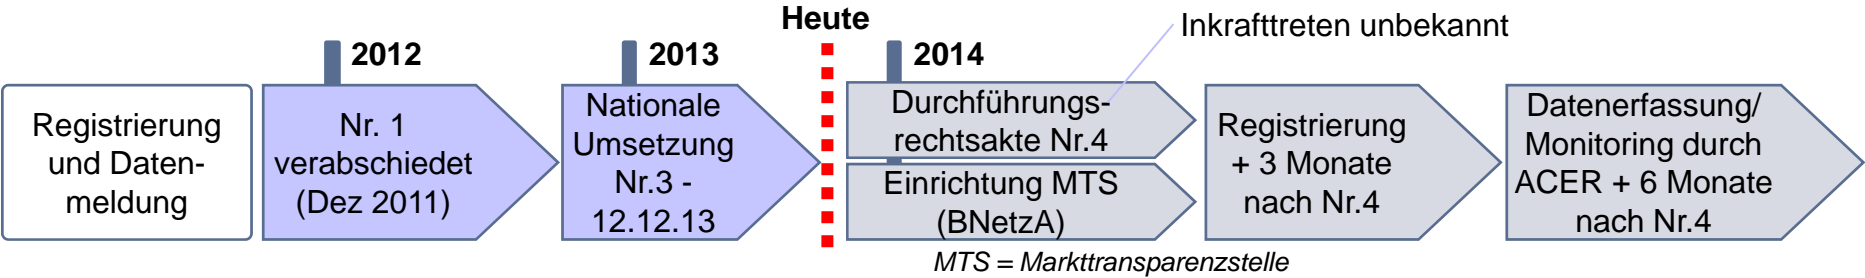 Heute
Inkrafttreten unbekannt
2012
2013
2014
Registrierung
und Daten-
meldung
Nr. 1
verabschiedet
(Dez 2011)
Nationale
Umsetzung
Nr.3 -
12.12.13
Durchführungs-
rechtsakte Nr.4
Einrichtung MTS
(BNetzA)
Registrierung
+ 3 Monate
nach Nr.4
Datenerfassung/
Monitoring durch
ACER + 6 Monate
nach Nr.4
MTS = Markttransparenzstelle